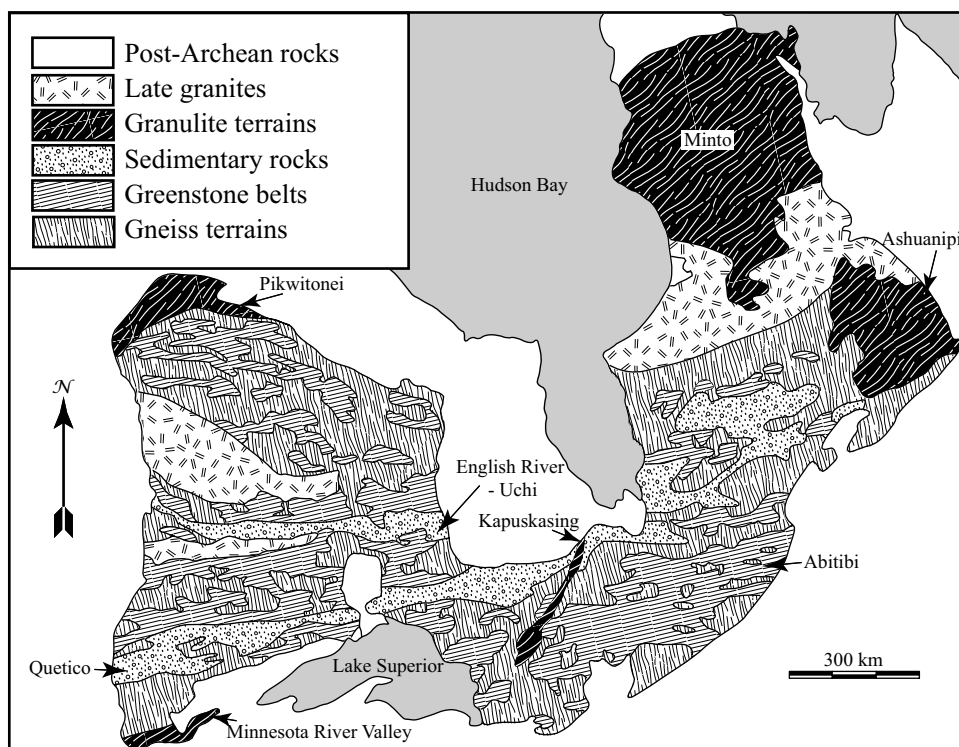 Post-Archean rocks
Late granites
Granulite terrains
Sedimentary rocks
Greenstone belts
Gneiss terrains
Minto
Hudson Bay
Ashuanipi
Pikwitonei
N
English River
- Uchi
Kapuskasing
Abitibi
300 km
Quetico
Lake Superior
Minnesota River Valley